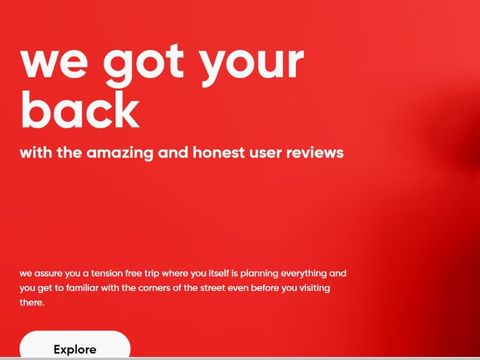 we got your
back
with the amazing and honest user reviews
we assure you a tension free trip where you itself is planning everything and
you get to familiar with the corners of the street even before you visiting
there.
Explore